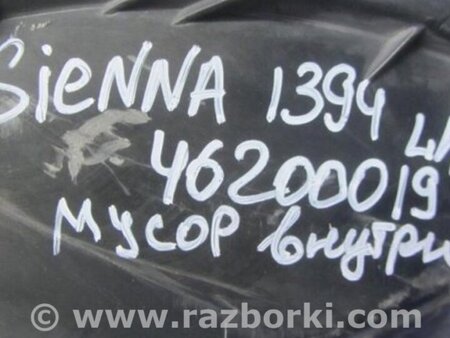 SieNNA 1394
46200019
мусор внутри
© www.razborki.com